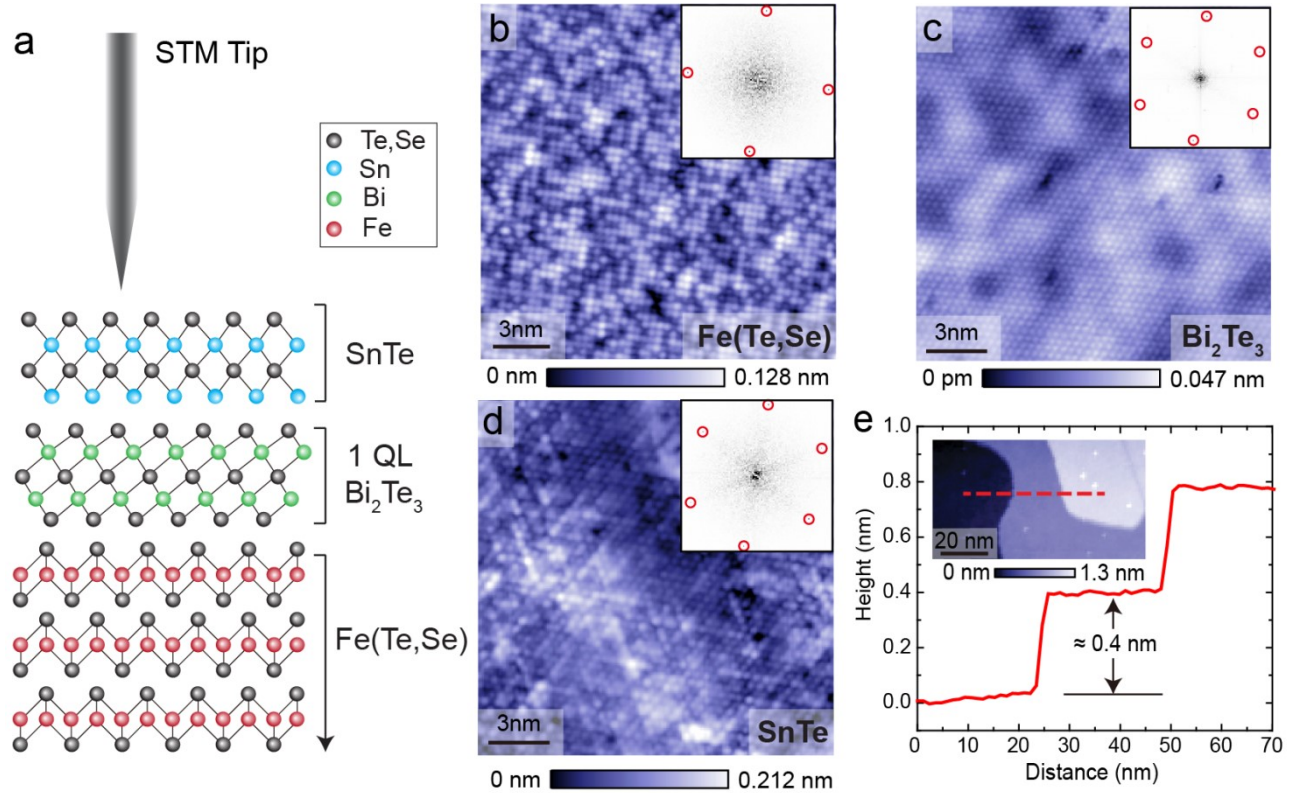 a
STM Tip
Te,Se
Sn
Bi
Fe
SnTe
1 QL
Bi₂Te₃
Fe(Te,Se)
b
3nm
Fe(Te,Se)
0 nm
0.128 nm
c
3nm
Bi₂Te₃
0 pm
0.047 nm
d
3nm
SnTe
0 nm
0.212 nm
e
Height (nm)
1.0
0.8
0.6
0.4
0.2
0.0
20 nm
0 nm
1.3 nm
≈ 0.4 nm
0 10 20 30 40 50 60 70
Distance (nm)